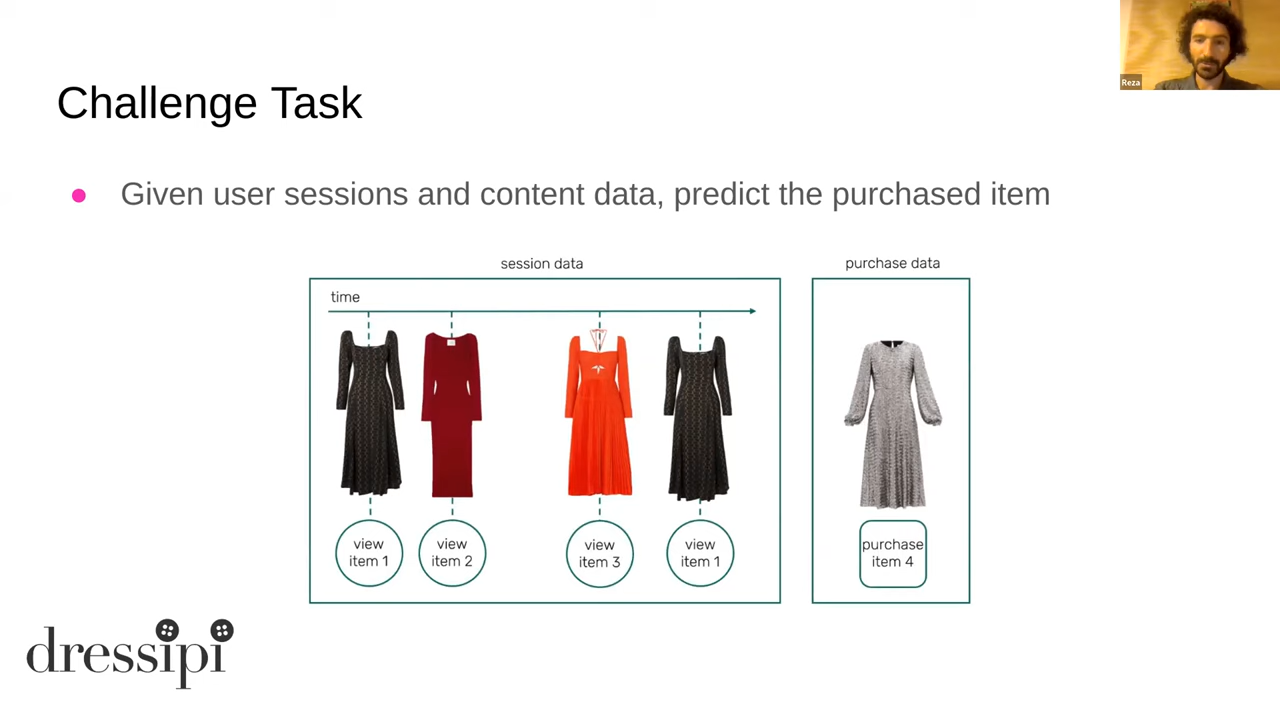 Reza
Challenge Task
● Given user sessions and content data, predict the purchased item
session data
purchase data
time
view
item 1
view
item 2
view
item 3
view
item 1
purchase
item 4
dressipi